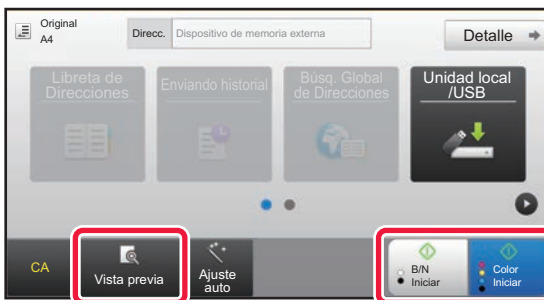 Original
A4
Direcc.
Dispositivo de memoria externa
Detalle
Libreta de
Direcciones
Enviando historial
Búsq. Global
de Direcciones
Unidad local
/USB
CA
Vista previa
Ajuste
auto
B/N
Iniciar
Color
Iniciar